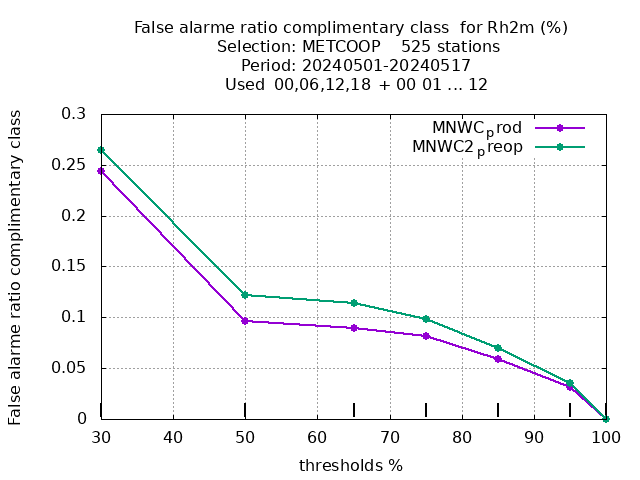 False alarme ratio complimentary class  for Rh2m (%)
Selection: METCOOP    525 stations
Period: 20240501-20240517
Used  00,06,12,18 + 00 01 ... 12
False alarme ratio complimentary class
0.3
0.25
0.2
0.15
0.1
0.05
0
MNWCprod
MNWC2preop
30 40 50 60 70 80 90 100
thresholds %